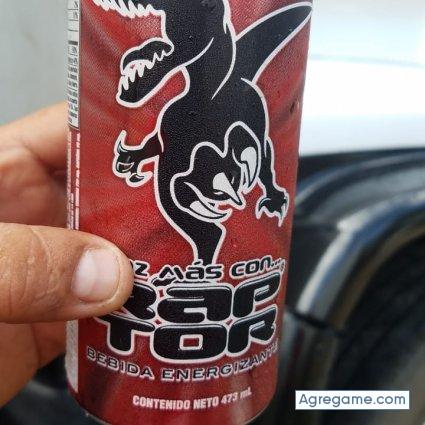 más con...
RAP
TOR
BEBIDA ENERGIZANTE
CONTENIDO NETO 473 mL
Agregame.com